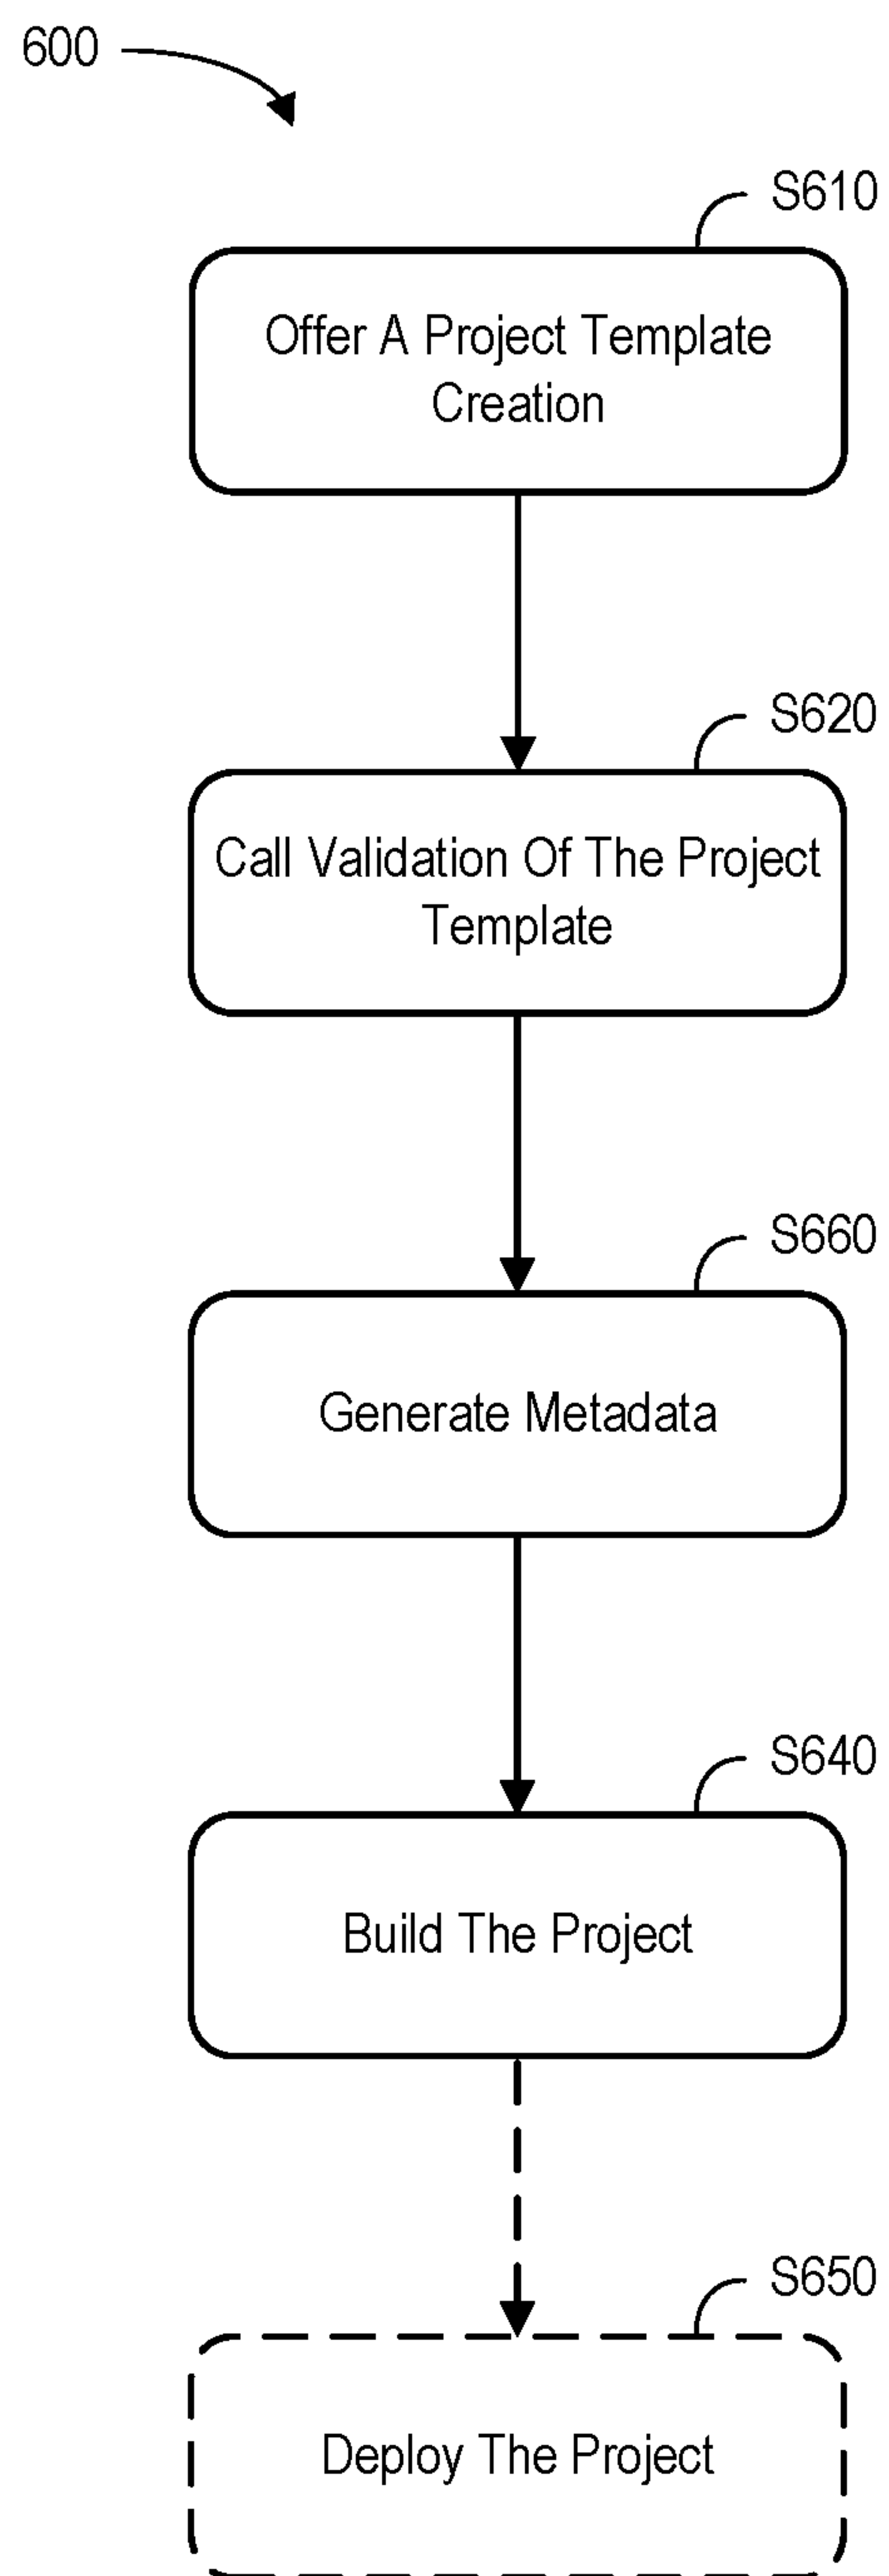 600
S610
Offer A Project Template
Creation
S620
Call Validation Of The Project
Template
S660
Generate Metadata
S640
Build The Project
S650
Deploy The Project